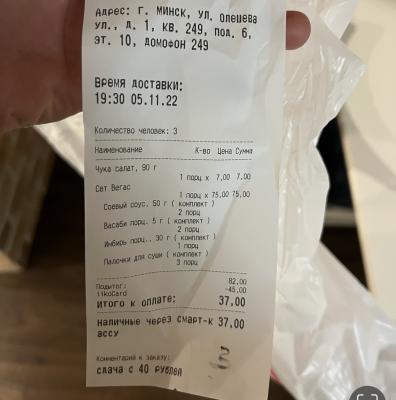 Адрес: г. Минск, ул. Олешева
ул., д. 1, кв. 249, под. 6,
эт. 10, домофон 249
Время доставки:
19:30 05.11.22
Количество человек: 3
Наименование К-во Цена Сумма
Чука салат, 90 г
1 порц x 7,00 7,00
Сет Вегас
1 порц x 75,00 75,00
Соевый соус, 50 г ( комплект )
2 порц
Васаби порц. 5 г ( комплект )
2 порц
Имбирь порц.. 30 г ( комплект )
1 порц
Палочки для суши ( комплект )
3 порц
Подытог: 82,00
iikoCard -45,00
Итого к оплате: 37.00
Наличные через смарт-к 37.00
ассу
Комментарий к заказу:
сдача с 40 рублей